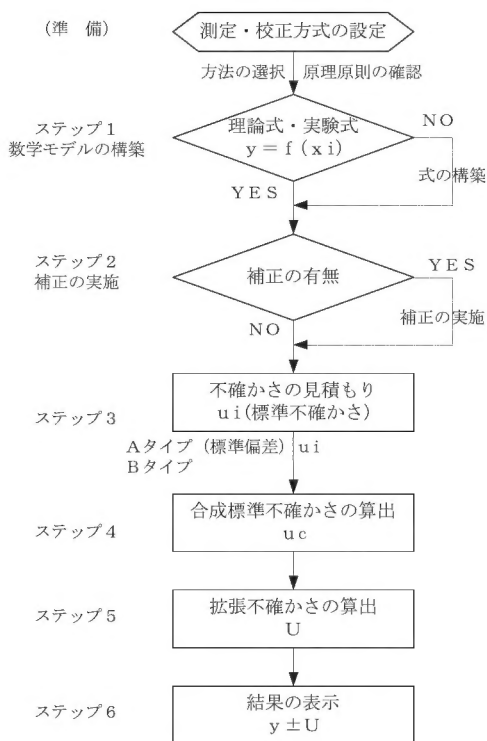 （準　備）
測定・校正方式の設定
方法の選択　原理原則の確認
ステップ１
数学モデルの構築
理論式・実験式
ｙ＝ｆ（ｘｉ）
ＮＯ
式の構築
ＹＥＳ
ステップ２
補正の実施
補正の有無
ＹＥＳ
補正の実施
ＮＯ
ステップ３
不確かさの見積もり
ｕｉ(標準不確かさ)
Ａタイプ（標準偏差）ｕｉ
Ｂタイプ
ステップ４
合成標準不確かさの算出
ｕｃ
ステップ５
拡張不確かさの算出
Ｕ
ステップ６
結果の表示
ｙ±Ｕ